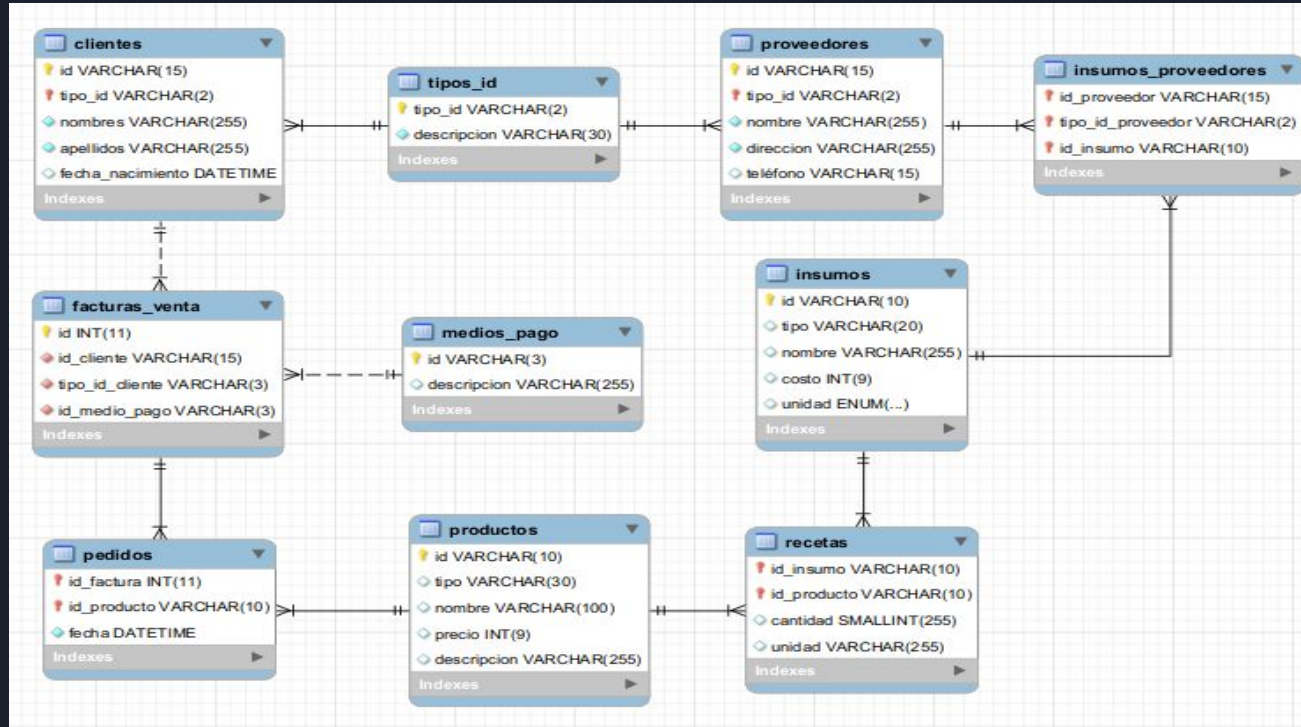 clientes
id VARCHAR(15)
tipo_id VARCHAR(2)
nombres VARCHAR(255)
apellidos VARCHAR(255)
fecha_nacimiento DATETIME
Indexes
tipos_id
tipo_id VARCHAR(2)
descripcion VARCHAR(30)
Indexes
proveedores
id VARCHAR(15)
tipo_id VARCHAR(2)
nombre VARCHAR(255)
direccion VARCHAR(255)
teléfono VARCHAR(15)
Indexes
insumos_proveedores
id_proveedor VARCHAR(15)
tipo_id_proveedor VARCHAR(2)
id_insumo VARCHAR(10)
Indexes
facturas_venta
id INT(11)
id_cliente VARCHAR(15)
tipo_id_cliente VARCHAR(3)
id_medio_pago VARCHAR(3)
Indexes
medios_pago
id VARCHAR(3)
descripcion VARCHAR(255)
Indexes
insumos
id VARCHAR(10)
tipo VARCHAR(20)
nombre VARCHAR(255)
costo INT(9)
unidad ENUM(...)
Indexes
pedidos
id_factura INT(11)
id_producto VARCHAR(10)
fecha DATETIME
Indexes
productos
id VARCHAR(10)
tipo VARCHAR(30)
nombre VARCHAR(100)
precio INT(9)
descripcion VARCHAR(255)
Indexes
recetas
id_insumo VARCHAR(10)
id_producto VARCHAR(10)
cantidad SMALLINT(255)
unidad VARCHAR(255)
Indexes